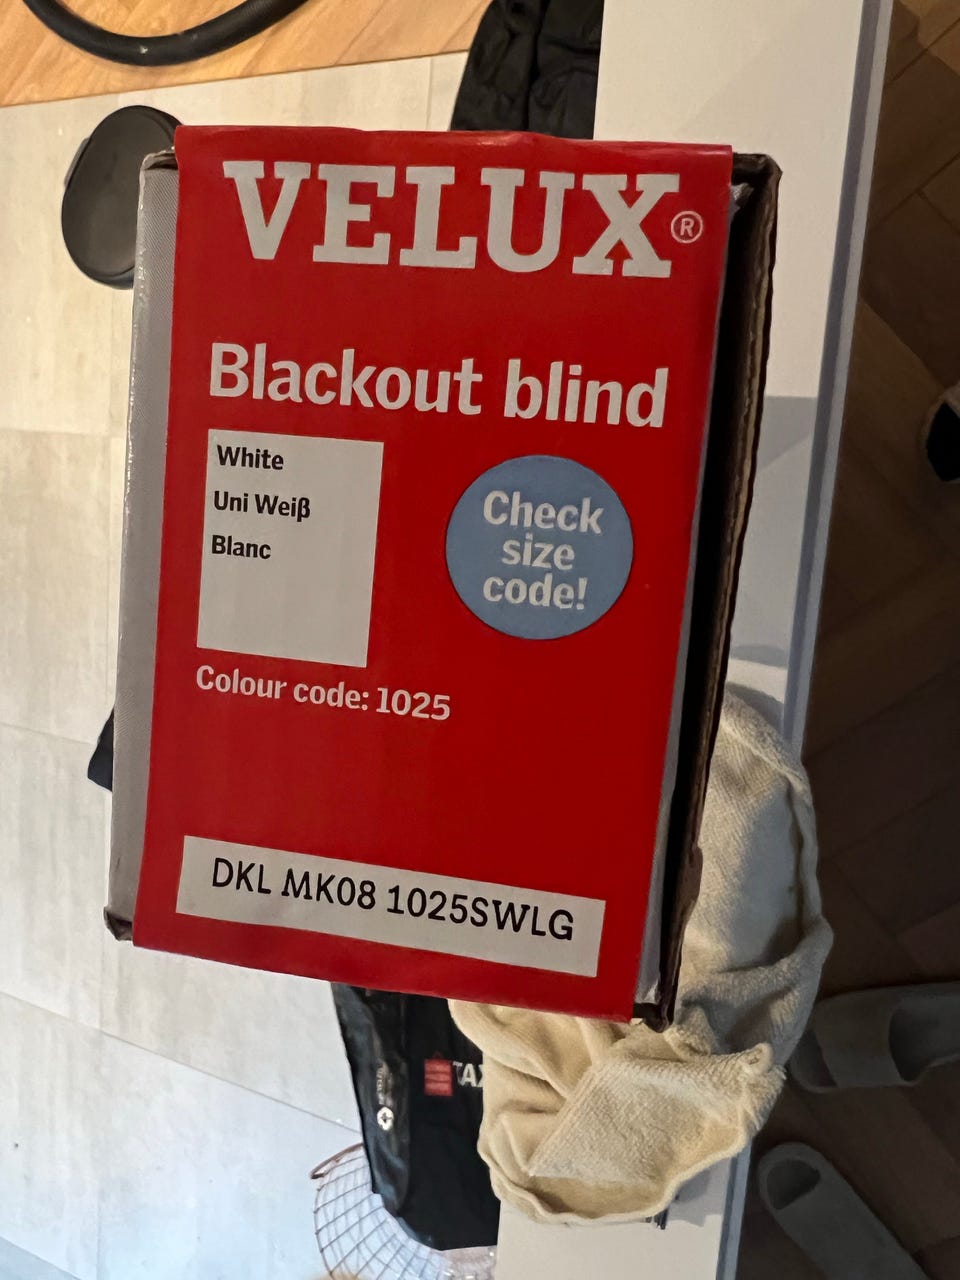 VELUX®
Blackout blind
White
Uni Weiß
Blanc
Check
size
code!
Colour code: 1025
DKL MK08 1025SWLG